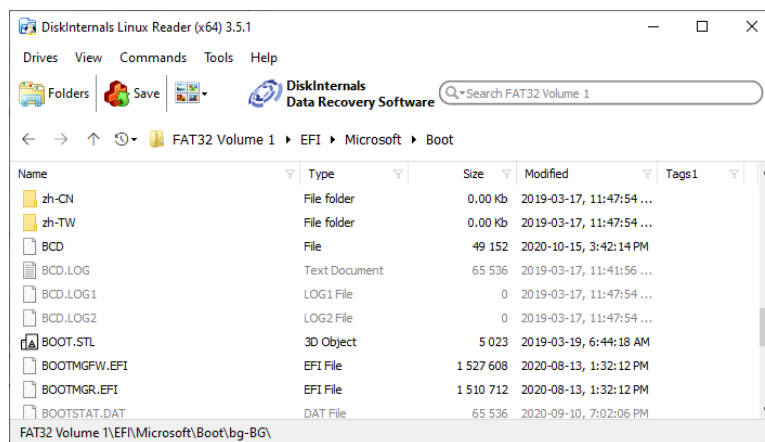 DiskInternals Linux Reader (x64) 3.5.1
Drives View Commands Tools Help
Folders Save DiskInternals
Data Recovery Software Search FAT32 Volume 1
FAT32 Volume 1 EFI Microsoft Boot
Name Type Size Modified Tags1
zh-CN File folder 0.00 Kb 2019-03-17, 11:47:54 ...
zh-TW File folder 0.00 Kb 2019-03-17, 11:47:54 ...
BCD File 49 152 2020-10-15, 3:42:14 PM
BCD.LOG Text Document 65 536 2019-03-17, 11:41:56 ...
BCD.LOG1 LOG1 File 0 2019-03-17, 11:47:54 ...
BCD.LOG2 LOG2 File 0 2019-03-17, 11:47:54 ...
BOOT.STL 3D Object 5 023 2019-03-19, 6:44:18 AM
BOOTMGFW.EFI EFI File 1 527 608 2020-08-13, 1:32:12 PM
BOOTMGR.EFI EFI File 1 510 712 2020-08-13, 1:32:12 PM
BOOTSTAT.DAT DAT File 65 536 2020-09-10, 7:02:06 PM
FAT32 Volume 1\EFI\Microsoft\Boot\bg-BG\